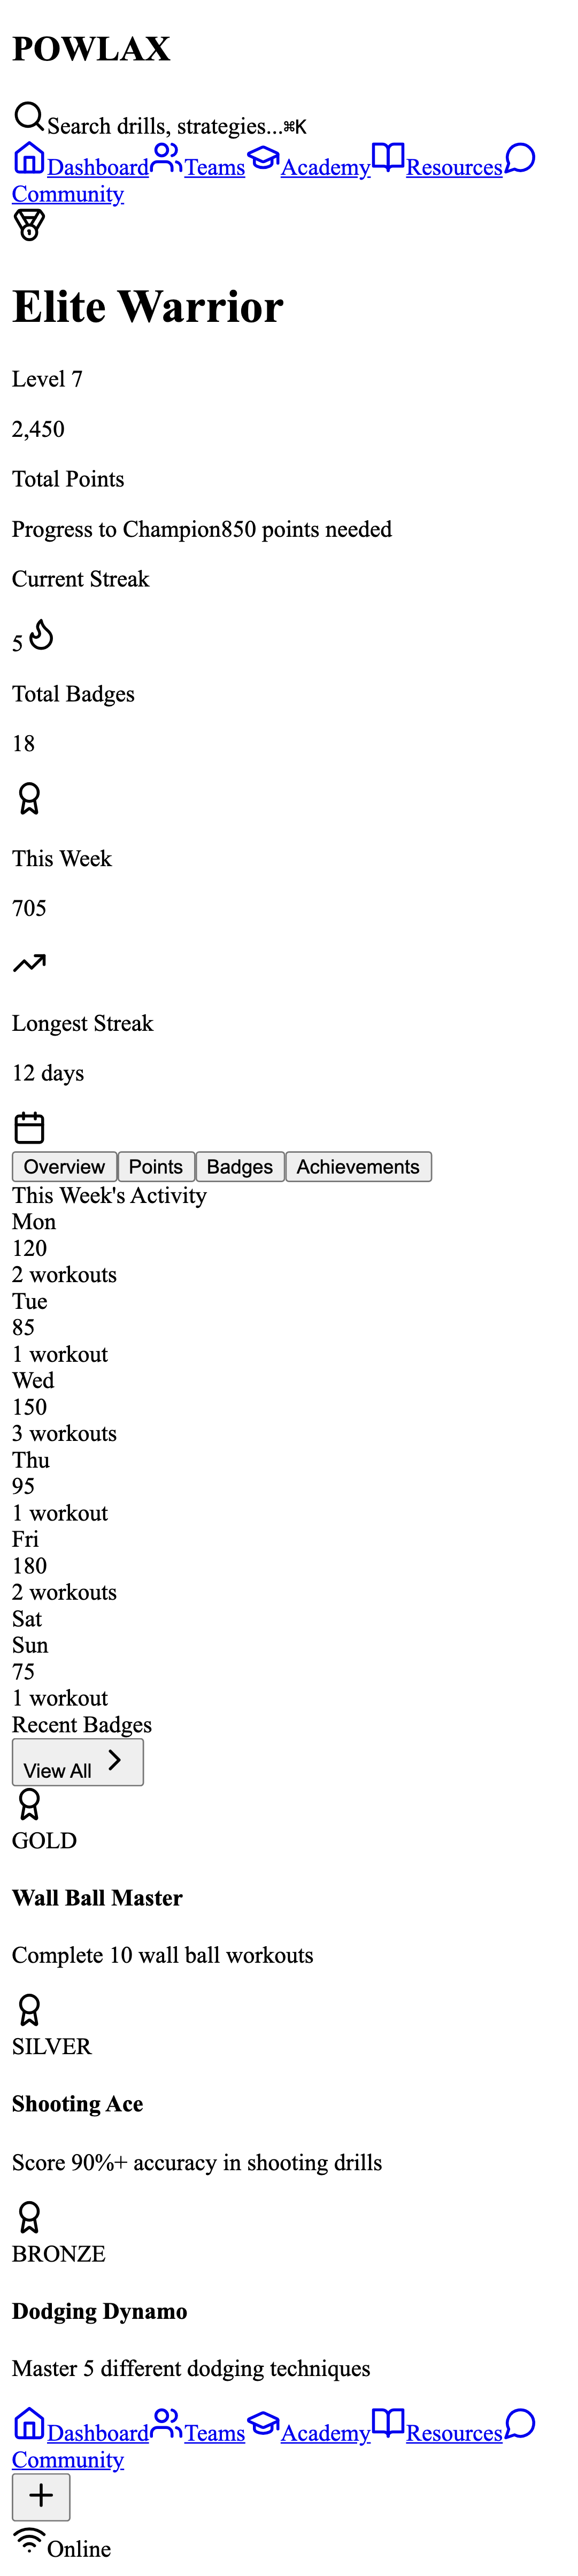 POWLAX
Search drills, strategies...⌘K
Dashboard Teams Academy Resources
Community
1
Elite Warrior
Level 7
2,450
Total Points
Progress to Champion850 points needed
Current Streak
5
Total Badges
18
This Week
705
Longest Streak
12 days
Overview Points Badges Achievements
This Week's Activity
Mon
120
2 workouts
Tue
85
1 workout
Wed
150
3 workouts
Thu
95
1 workout
Fri
180
2 workouts
Sat
Sun
75
1 workout
Recent Badges
View All
GOLD
Wall Ball Master
Complete 10 wall ball workouts
SILVER
Shooting Ace
Score 90%+ accuracy in shooting drills
BRONZE
Dodging Dynamo
Master 5 different dodging techniques
Dashboard Teams Academy Resources
Community
Online